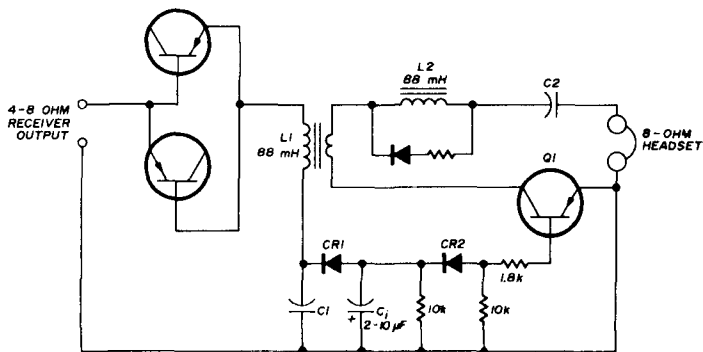 4-8 OHM
RECEIVER
OUTPUT
L1
88 mH
L2
88 mH
C2
8-OHM
HEADSET
Q1
CR1
CR2
1.8k
C1
Ci
+ 2-10 µF
10k
10k